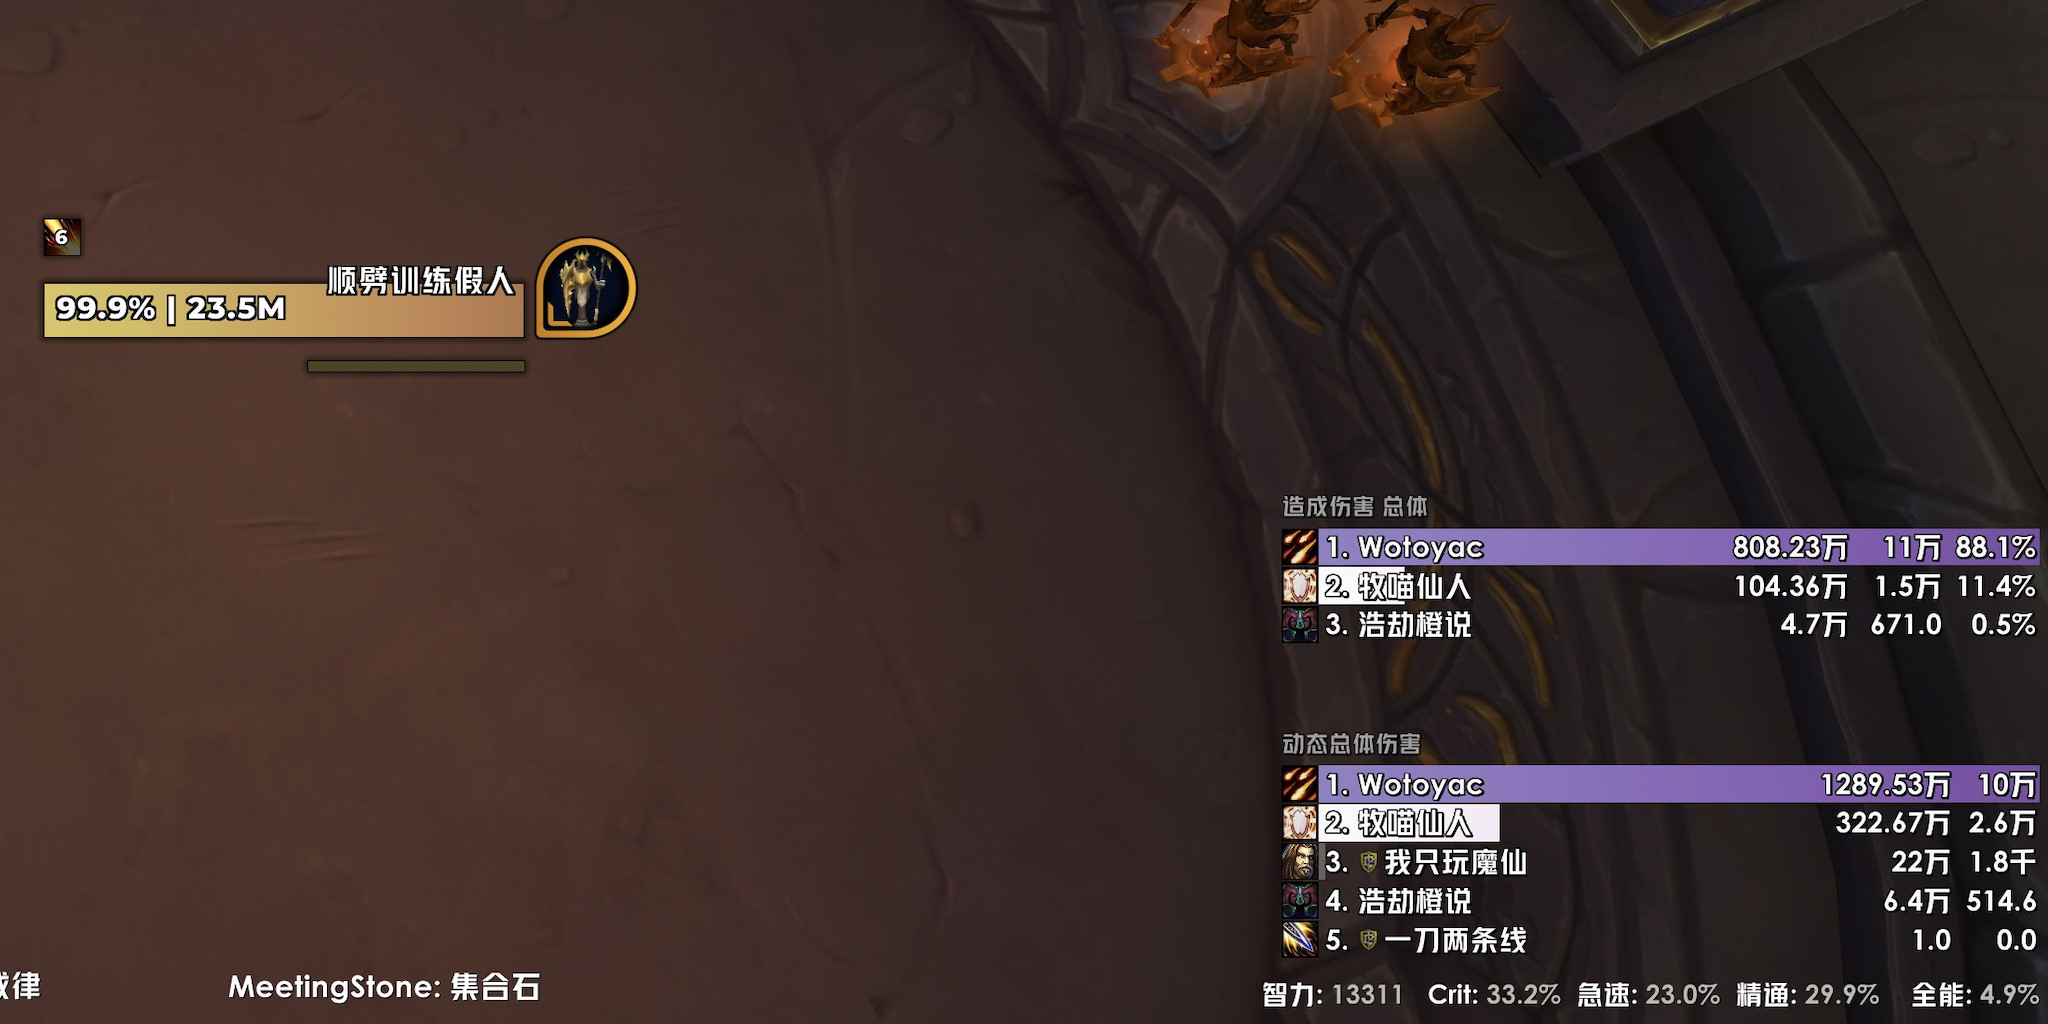 6
顺劈训练假人
99.9% | 23.5M
造成伤害 总体
1. Wotoyac 808.23万 11万 88.1%
2. 牧喵仙人 104.36万 1.5万 11.4%
3. 浩劫橙说 4.7万 671.0 0.5%
动态总体伤害
1. Wotoyac 1289.53万 10万
2. 牧喵仙人 322.67万 2.6万
3. 我只玩魔仙 22万 1.8千
4. 浩劫橙说 6.4万 514.6
5. 一刀两条线 1.0 0.0
律 MeetingStone: 集合石
智力: 13311 Crit: 33.2% 急速: 23.0% 精通: 29.9% 全能: 4.9%